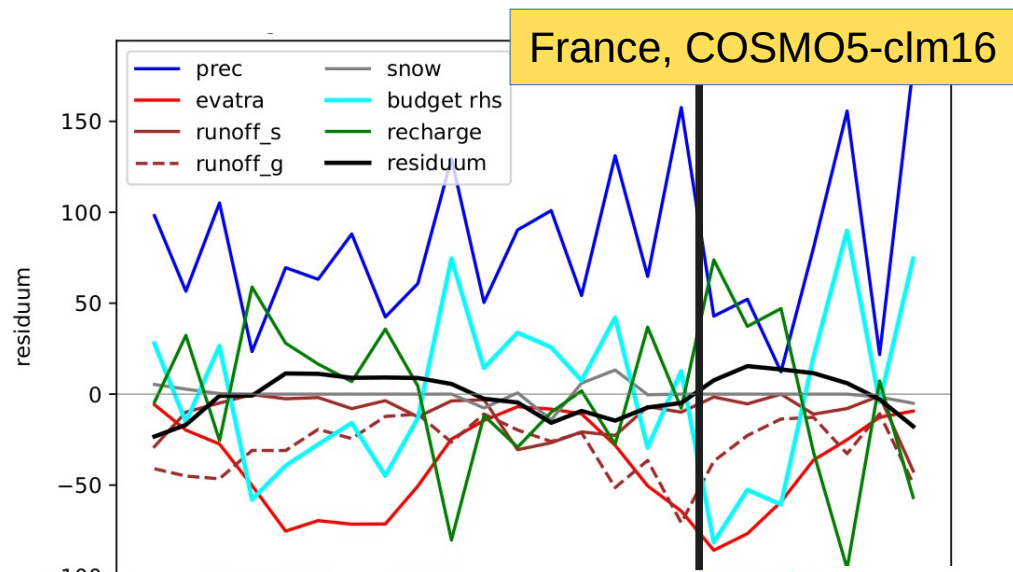 France, COSMO5-clm16
prec
evatra
runoff_s
runoff_g
snow
budget rhs
recharge
residuum
residuum
150
100
50
0
−50